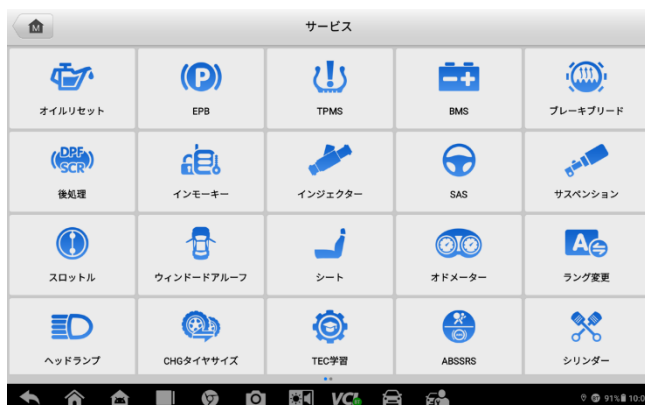 M
サービス
オイルリセット
P
EPB
TPMS
BMS
ブレーキブリード
DPF
SCR
後処理
インモーキー
インジェクター
SAS
サスペンション
スロットル
ウィンドードアルーフ
シート
オドメーター
A
ラング変更
ヘッドランプ
CHGタイヤサイズ
TEC学習
ABSSRS
シリンダー
VCI
91%
10:0